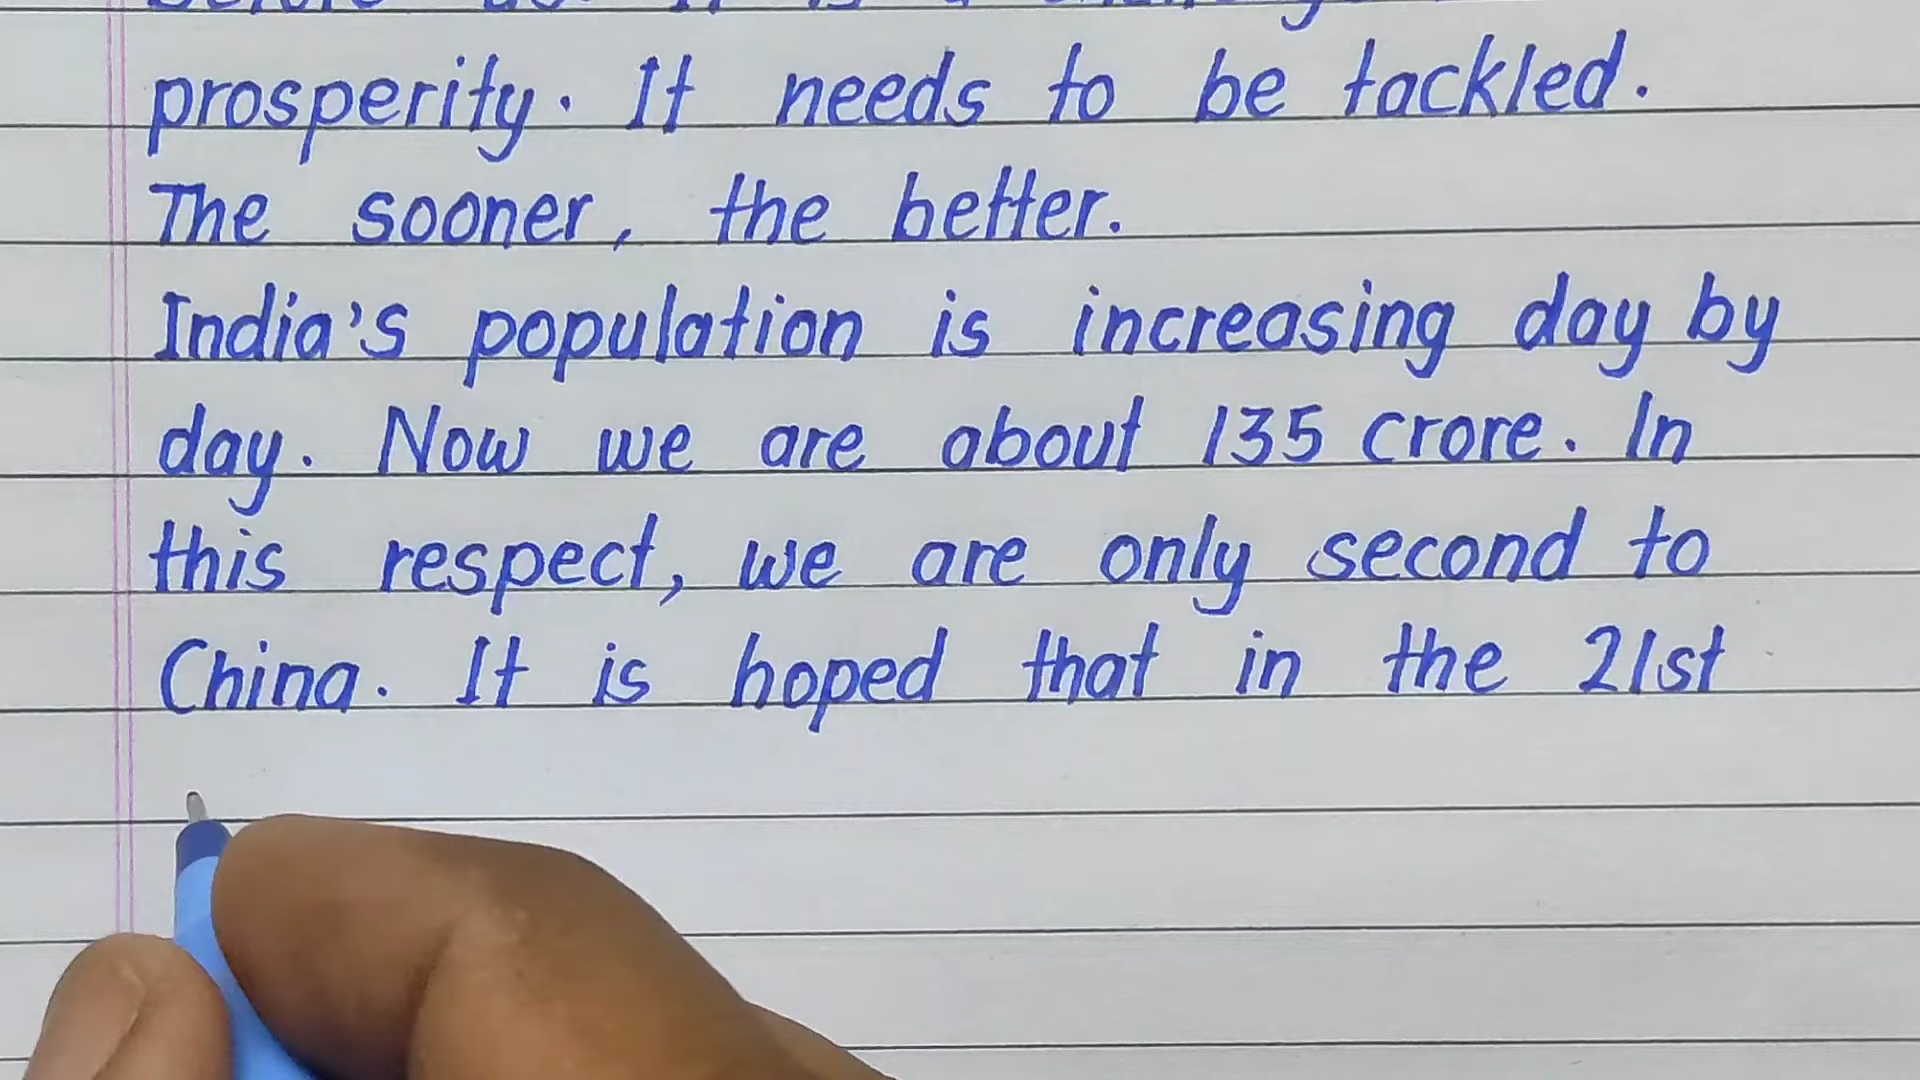 prosperity. It needs to be tackled.
The sooner, the better.
India's population is increasing day by
day. Now we are about 135 crore. In
this respect, we are only second to
China. It is hoped that in the 21st